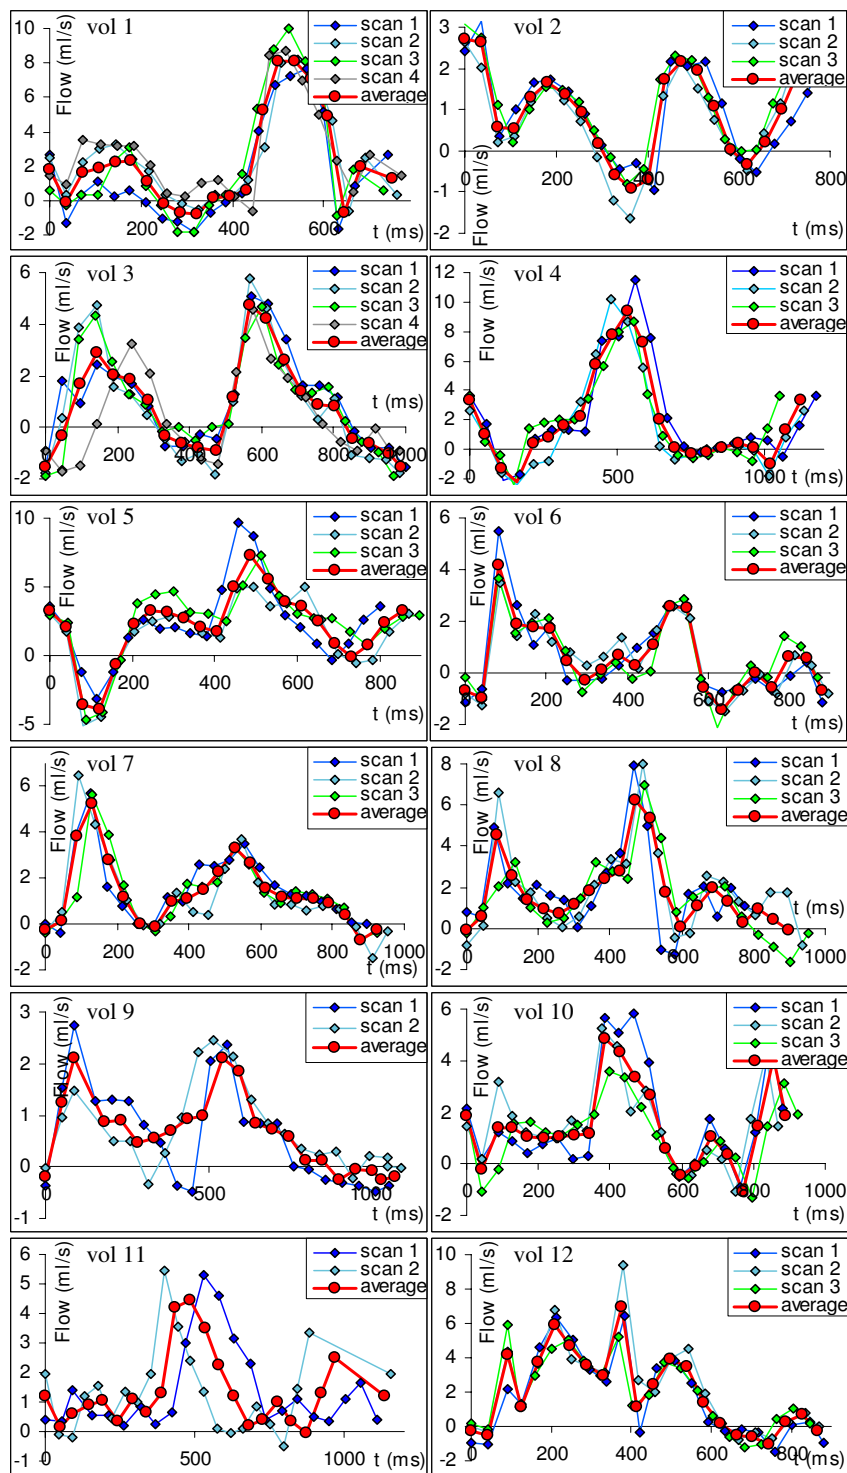 vol 1
Flow (ml/s)
scan 1
scan 2
scan 3
scan 4
average
10
8
6
4
2
0
-2
0 200 400 600
t (ms)
vol 2
Flow (ml/s)
Flow (ml/s)
scan 1
scan 2
scan 3
average
3
2
1
0
-1
-2
0 200 400 600 800
t (ms)
vol 3
Flow (ml/s)
scan 1
scan 2
scan 3
scan 4
average
6
4
2
0
-2
0 200 400 600 800 1000
t (ms)
vol 4
Flow (ml/s)
scan 1
scan 2
scan 3
average
12
10
8
6
4
2
0
-2
0 500 1000
t (ms)
vol 5
Flow (ml/s)
scan 1
scan 2
scan 3
average
10
5
0
-5
0 200 400 600 800
t (ms)
vol 6
Flow (ml/s)
scan 1
scan 2
scan 3
average
6
4
2
0
-2
0 200 400 600 800
t (ms)
vol 7
Flow (ml/s)
scan 1
scan 2
scan 3
average
6
4
2
0
-2
0 200 400 600 800 1000
t (ms)
vol 8
Flow (ml/s)
scan 1
scan 2
scan 3
average
8
6
4
2
0
-2
0 200 400 600 800 1000
t (ms)
vol 9
Flow (ml/s)
scan 1
scan 2
average
3
2
1
0
-1
0 500 1000
t (ms)
vol 10
Flow (ml/s)
scan 1
scan 2
scan 3
average
6
4
2
0
-2
0 200 400 600 800 1000
t (ms)
vol 11
Flow (ml/s)
scan 1
scan 2
average
6
5
4
3
2
1
0
-1
0 500 1000
t (ms)
vol 12
Flow (ml/s)
scan 1
scan 2
scan 3
average
10
8
6
4
2
0
-2
0 200 400 600 800
t (ms)